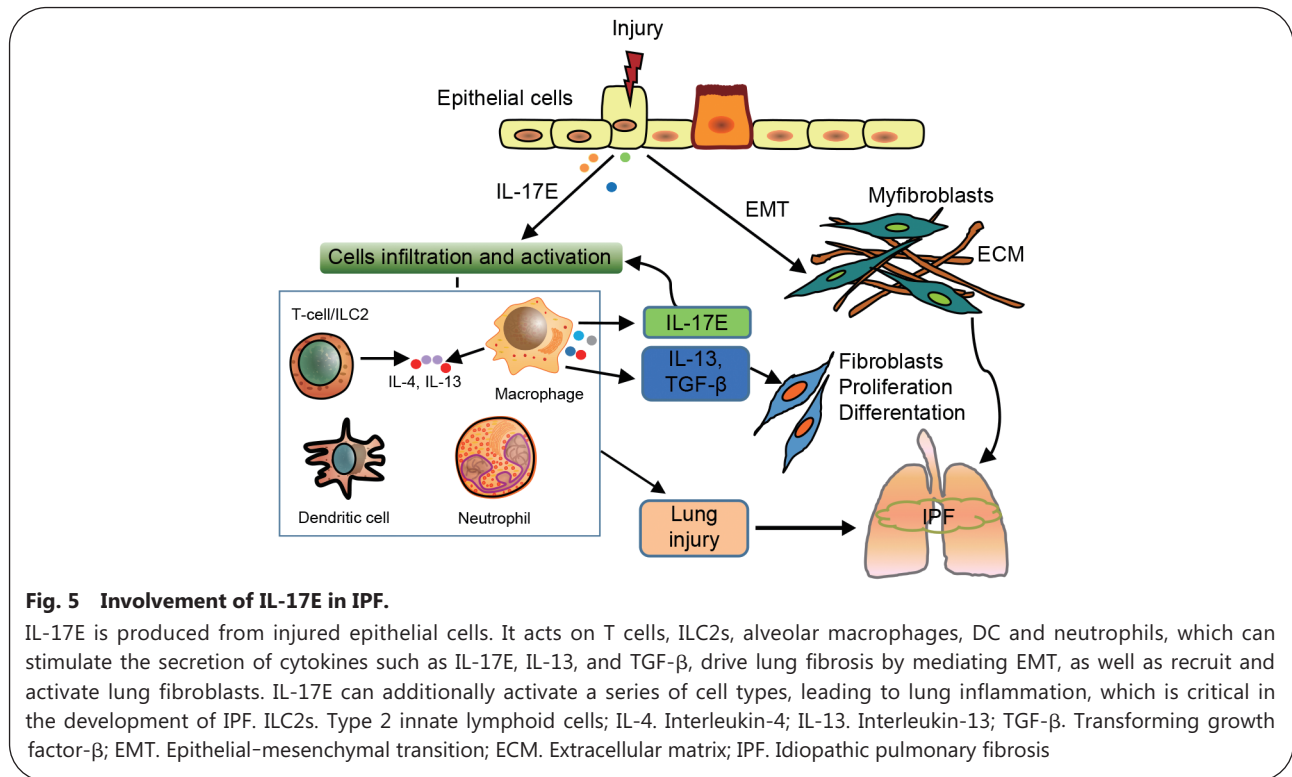 Injury
Epithelial cells
IL-17E
EMT
Myfibroblasts
ECM
Cells infiltration and activation
T-cell/ILC2
IL-4, IL-13
Macrophage
IL-17E
IL-13,
TGF-β
Fibroblasts
Proliferation
Differentation
Dendritic cell
Neutrophil
Lung
injury
IPF
Fig. 5 Involvement of IL-17E in IPF.
IL-17E is produced from injured epithelial cells. It acts on T cells, ILC2s, alveolar macrophages, DC and neutrophils, which can
stimulate the secretion of cytokines such as IL-17E, IL-13, and TGF-β, drive lung fibrosis by mediating EMT, as well as recruit and
activate lung fibroblasts. IL-17E can additionally activate a series of cell types, leading to lung inflammation, which is critical in
the development of IPF. ILC2s. Type 2 innate lymphoid cells; IL-4. Interleukin-4; IL-13. Interleukin-13; TGF-β. Transforming growth
factor-β; EMT. Epithelial–mesenchymal transition; ECM. Extracellular matrix; IPF. Idiopathic pulmonary fibrosis